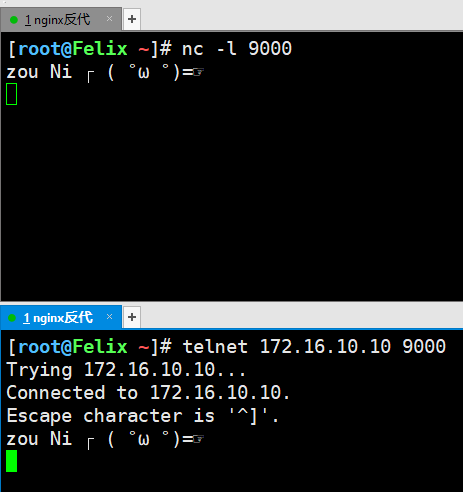 1 nginx反代 × +
[root@Felix ~]# nc -l 9000
zou Ni ┌ ( ゜ω ゜)=☞
1 nginx反代 × +
[root@Felix ~]# telnet 172.16.10.10 9000
Trying 172.16.10.10...
Connected to 172.16.10.10.
Escape character is '^]'.
zou Ni ┌ ( ゜ω ゜)=☞